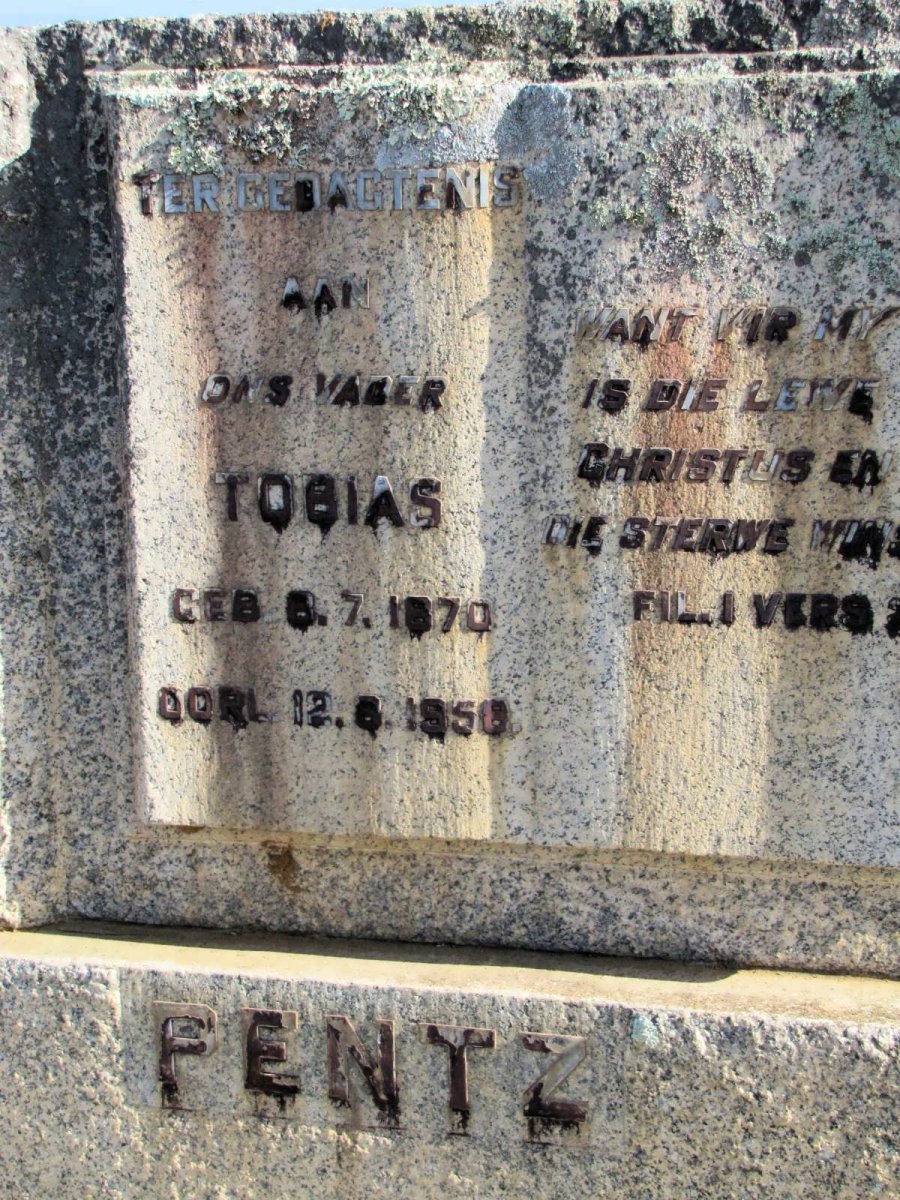 TER GEDAGTENIS
AAN
ONS VADER
TOBIAS
GEB 8.7.1870
OORL. 12.8.1958.
WANT VIR MY
IS DIE LEWE
CHRISTUS EN
DIE STERWE WINS
FIL. I VERS 2
PENTZ